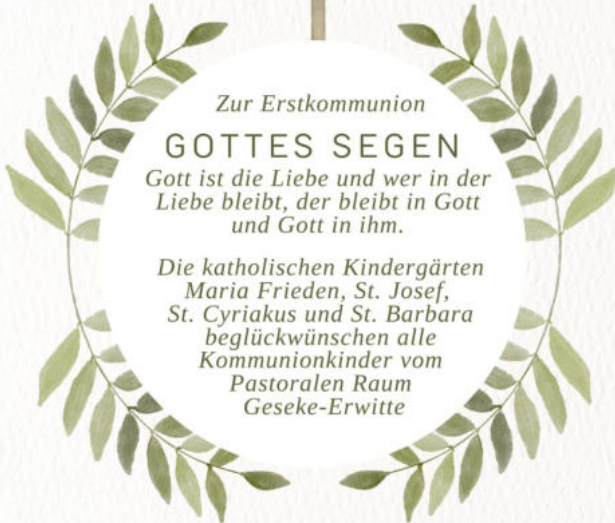 Zur Erstkommunion
GOTTES SEGEN
Gott ist die Liebe und wer in der
Liebe bleibt, der bleibt in Gott
und Gott in ihm.
Die katholischen Kindergärten
Maria Frieden, St. Josef,
St. Cyriakus und St. Barbara
beglückwünschen alle
Kommunionkinder vom
Pastoralen Raum
Geseke-Erwitte